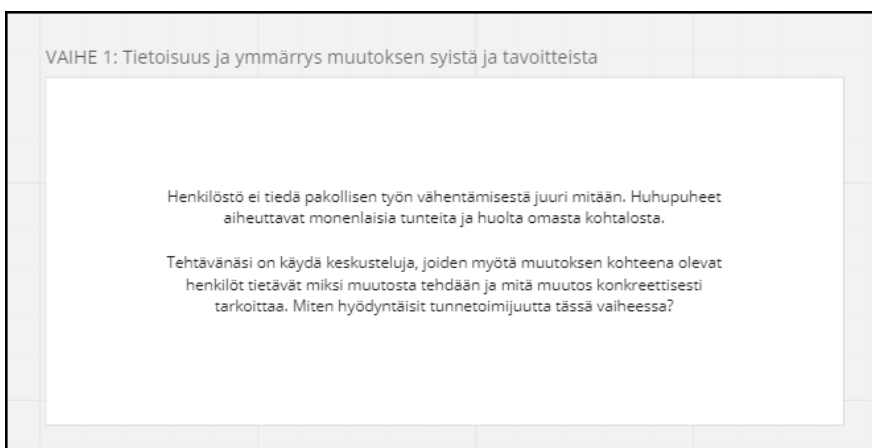 VAIHE 1: Tietoisuus ja ymmärrys muutoksen syistä ja tavoitteista
Henkilöstö ei tiedä pakollisen työn vähentämisestä juuri mitään. Huhupuheet
aiheuttavat monenlaisia tunteita ja huolta omasta kohtalosta.
Tehtävänäsi on käydä keskusteluja, joiden myötä muutoksen kohteena olevat
henkilöt tietävät miksi muutosta tehdään ja mitä muutos konkreettisesti
tarkoittaa. Miten hyödyntäisit tunnetoimijuutta tässä vaiheessa?